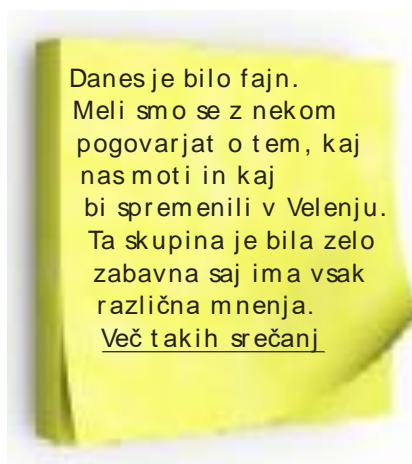 Danes je bilo fajn.
Meli smo se z nekom
pogovarjat o tem, kaj
nas moti in kaj
bi spremenili v Velenju.
Ta skupina je bila zelo
zabavna saj ima vsak
različna mnenja.
Več takih srečanj